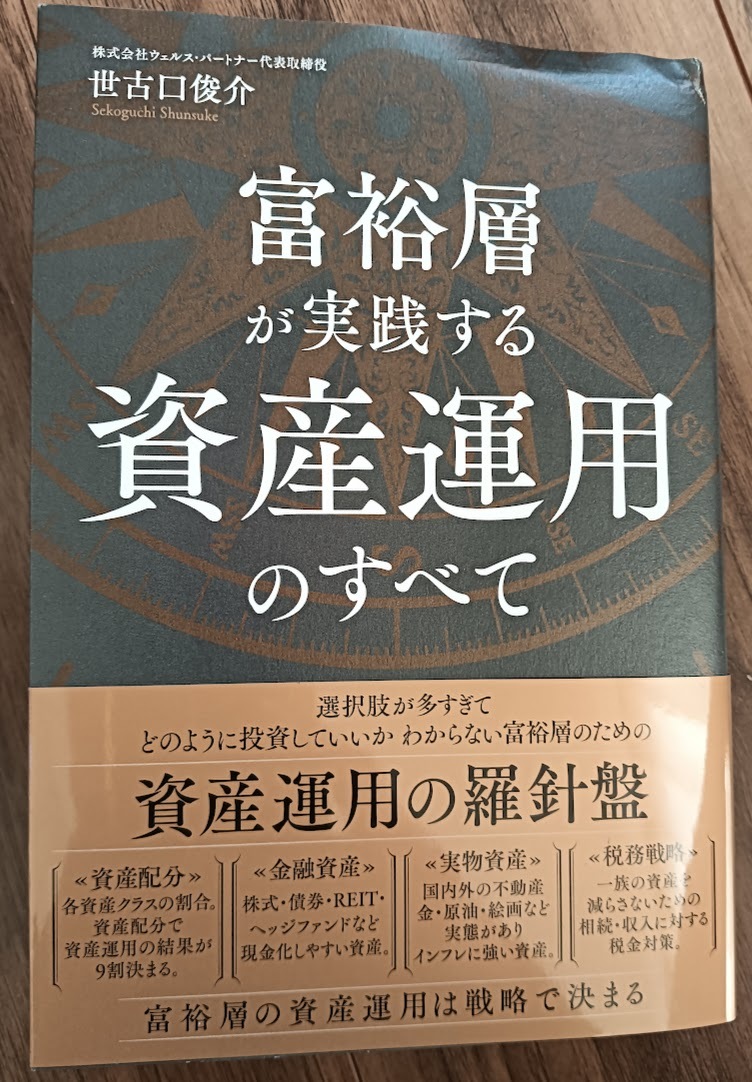 株式会社ウェルス・パートナー代表取締役
世古口俊介
Sekoguchi Shunsuke
富裕層
が実践する
資産運用
のすべて
SE
SE
選択肢が多すぎて
どのように投資していいか わからない富裕層のための
資産運用の羅針盤
≪資産配分≫
各資産クラスの割合。
資産配分で
資産運用の結果が
9割決まる。
≪金融資産≫
株式・債券・REIT・
ヘッジファンドなど
現金化しやすい資産。
≪実物資産≫
国内外の不動産
金・原油・絵画など
実態があり
インフレに強い資産。
≪税務戦略≫
一族の資産を
減らさないための
相続・収入に対する
税金対策。
富裕層の資産運用は戦略で決まる